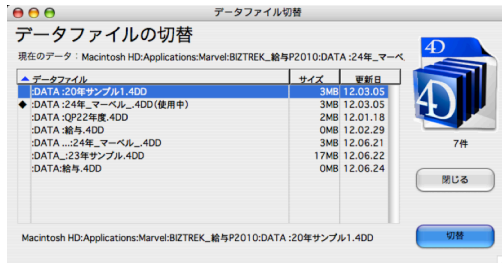 データファイル切替
データファイルの切替
現在のデータ：Macintosh HD:Applications:Marvel:BIZTREK_給与P2010:DATA :24年_マーベ.
データファイル サイズ 更新日
:DATA :20年サンプル1.4DD 3MB 12.03.05
◆ :DATA :24年_マーベル_.4DD(使用中) 3MB 12.03.05
:DATA :QP22年度.4DD 2MB 12.01.18
:DATA :給与.4DD 0MB 12.02.29
:DATA ...:24年_マーベル_.4DD 3MB 12.06.21
:DATA_:23年サンプル.4DD 17MB 12.06.22
:DATA:給与.4DD 0MB 12.06.24
4D
4D
7件
閉じる
切替
Macintosh HD:Applications:Marvel:BIZTREK_給与P2010:DATA :20年サンプル1.4DD